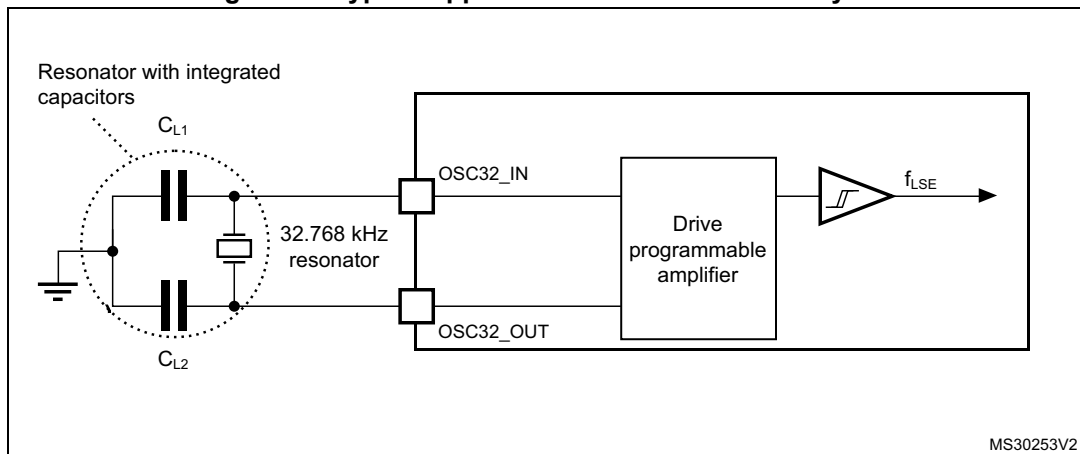 Resonator with integrated
capacitors
CL1
OSC32_IN
fLSE
32.768 kHz
resonator
Drive
programmable
amplifier
OSC32_OUT
CL2
MS30253V2